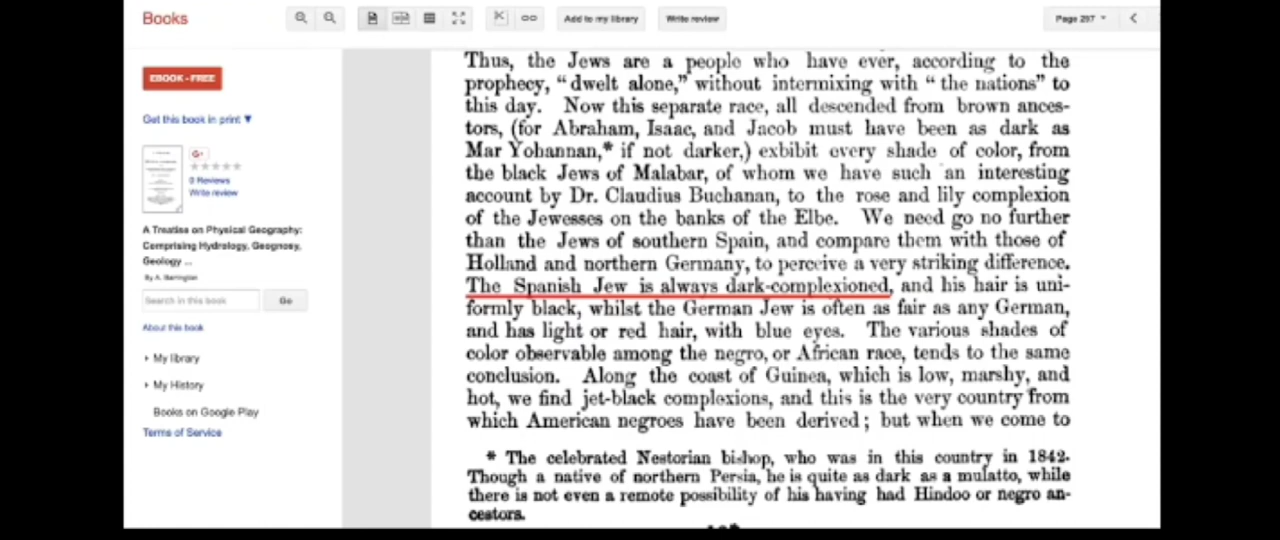 Books
Add to my library
Write review
Page 297
EBOOK - FREE
Get this book in print ▼
G+
0 Reviews
Write review
A Treatise on Physical Geography:
Comprising Hydrology, Geognosy,
Geology ...
By A. Barrington
Search in this book
Go
About this book
My library
My History
Books on Google Play
Terms of Service
Thus, the Jews are a people who have ever, according to the
prophecy, “dwelt alone,” without intermixing with “the nations” to
this day. Now this separate race, all descended from brown ances-
tors, (for Abraham, Isaac, and Jacob must have been as dark as
Mar Yohannan,* if not darker,) exhibit every shade of color, from
the black Jews of Malabar, of whom we have such an interesting
account by Dr. Claudius Buchanan, to the rose and lily complexion
of the Jewesses on the banks of the Elbe. We need go no further
than the Jews of southern Spain, and compare them with those of
Holland and northern Germany, to perceive a very striking difference.
The Spanish Jew is always dark-complexioned, and his hair is uni-
formly black, whilst the German Jew is often as fair as any German,
and has light or red hair, with blue eyes. The various shades of
color observable among the negro, or African race, tends to the same
conclusion. Along the coast of Guinea, which is low, marshy, and
hot, we find jet-black complexions, and this is the very country from
which American negroes have been derived; but when we come to
* The celebrated Nestorian bishop, who was in this country in 1842.
Though a native of northern Persia, he is quite as dark as a mulatto, while
there is not even a remote possibility of his having had Hindoo or negro an-
cestors.